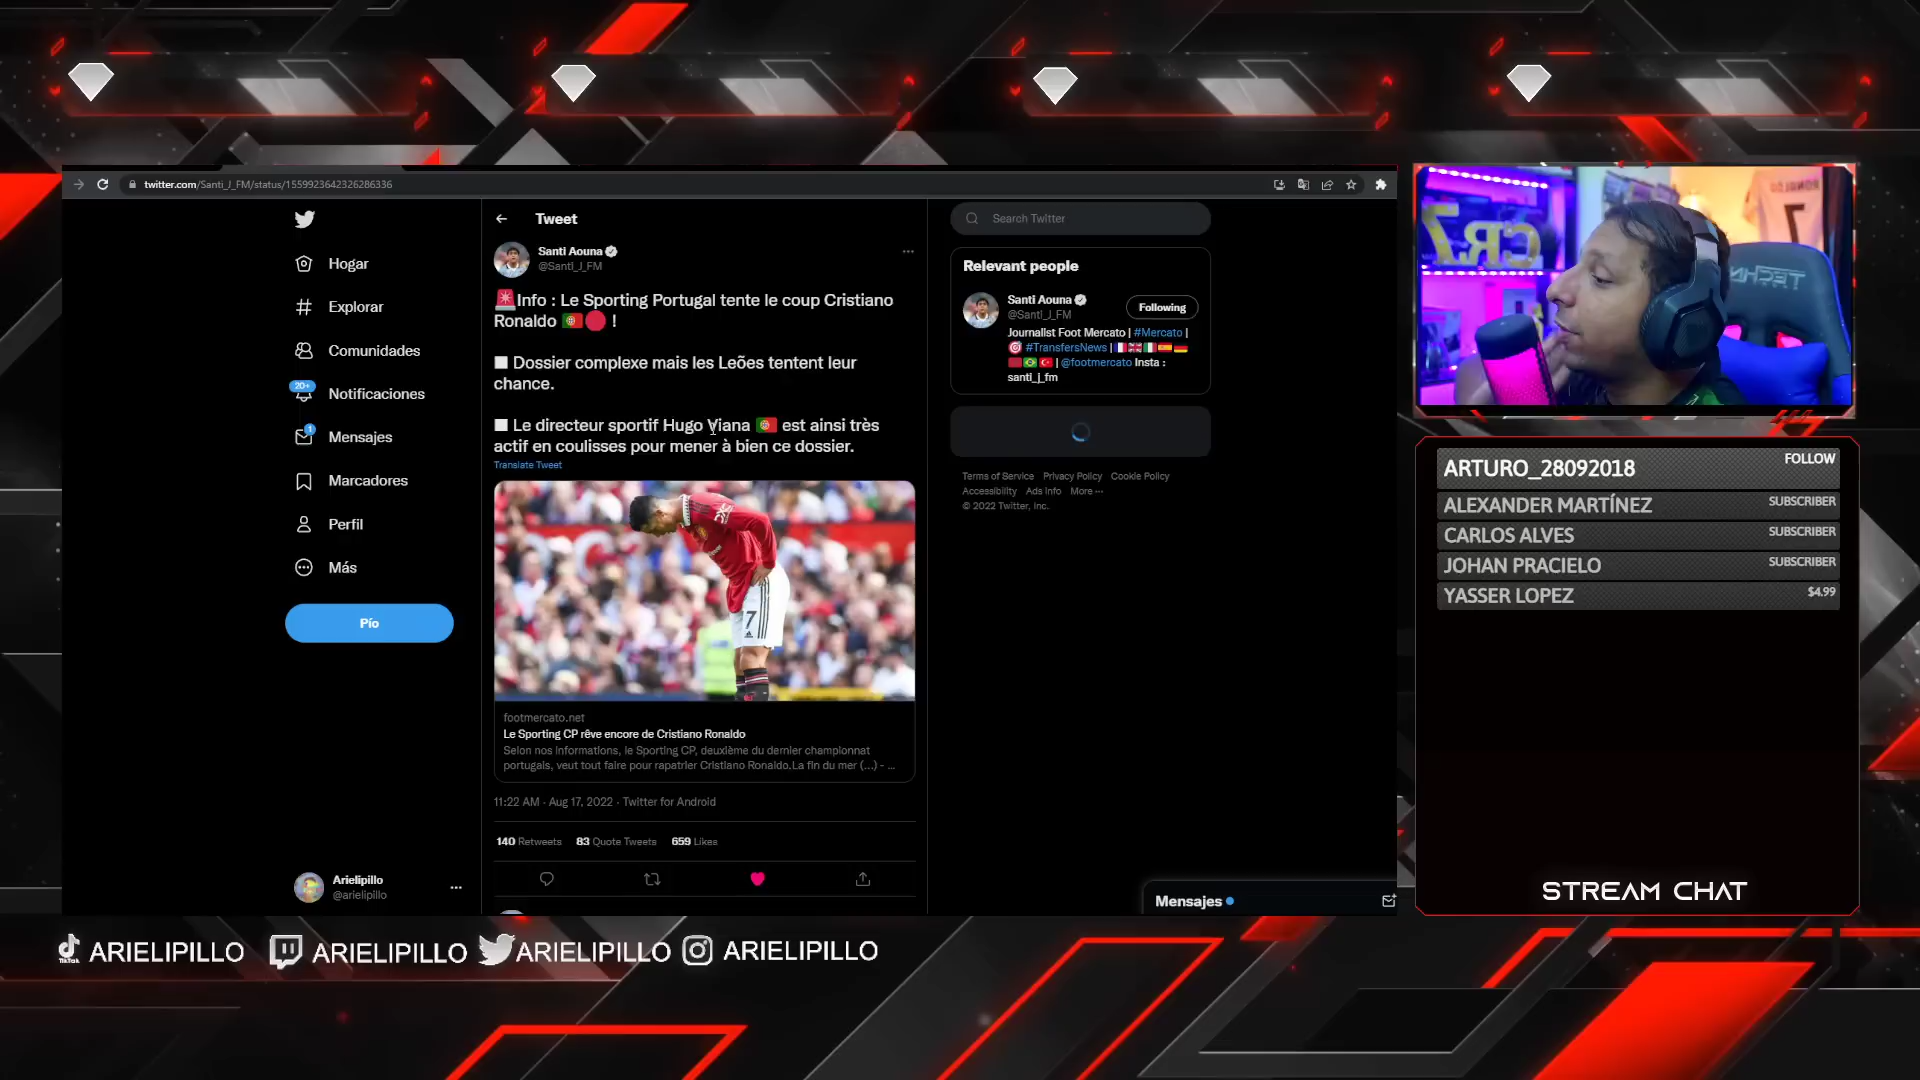 twitter.com/Santi_J_FM/status/1559923642326286336
Hogar
Explorar
Comunidades
20+
Notificaciones
1
Mensajes
Marcadores
Perfil
Más
Pío
Arielipillo
@arielipillo
Tweet
Santi Aouna
@Santi_J_FM
🚨Info : Le Sporting Portugal tente le coup Cristiano
Ronaldo 🇵🇹🔴 !
◼️ Dossier complexe mais les Leões tentent leur
chance.
◼️ Le directeur sportif Hugo Viana 🇵🇹 est ainsi très
actif en coulisses pour mener à bien ce dossier.
Translate Tweet
7
footmercato.net
Le Sporting CP rêve encore de Cristiano Ronaldo
Selon nos informations, le Sporting CP, deuxième du dernier championnat
portugais, veut tout faire pour rapatrier Cristiano Ronaldo.La fin du mer (...) - ...
11:22 AM · Aug 17, 2022 · Twitter for Android
140 Retweets 83 Quote Tweets 659 Likes
Search Twitter
Relevant people
Santi Aouna
@Santi_J_FM
Following
Journalist Foot Mercato | #Mercato |
🎯 #TransfersNews |🇫🇷🇬🇧🇮🇹🇪🇸🇩🇪
🇲🇦🇧🇷🇹🇷 | @footmercato Insta :
santi_j_fm
Terms of Service Privacy Policy Cookie Policy
Accessibility Ads info More ···
© 2022 Twitter, Inc.
Mensajes
CR7
RONALDO
7
TECHNI
ARTURO_28092018 FOLLOW
ALEXANDER MARTÍNEZ SUBSCRIBER
CARLOS ALVES SUBSCRIBER
JOHAN PRACIELO SUBSCRIBER
YASSER LOPEZ $4.99
STREAM CHAT
TikTok ARIELIPILLO ARIELIPILLO ARIELIPILLO ARIELIPILLO